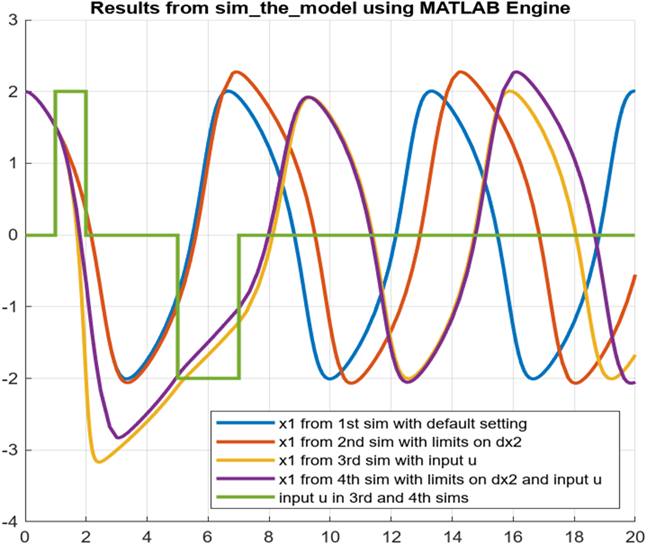 Results from sim_the_model using MATLAB Engine
3
2
1
0
-1
-2
-3
-4
x1 from 1st sim with default setting
x1 from 2nd sim with limits on dx2
x1 from 3rd sim with input u
x1 from 4th sim with limits on dx2 and input u
input u in 3rd and 4th sims
0 2 4 6 8 10 12 14 16 18 20